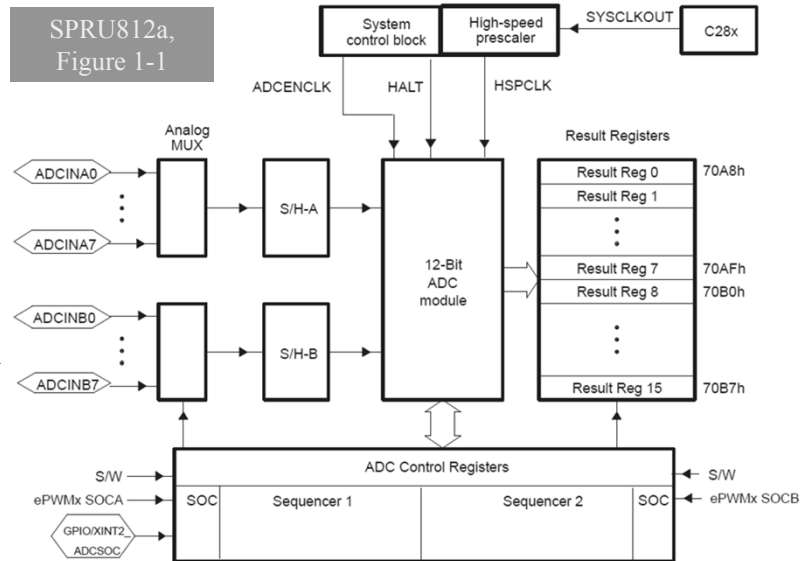 SPRU812a,
Figure 1-1
System
control block
High-speed
prescaler
SYSCLKOUT
C28x
ADCENCLK
HALT
HSPCLK
Analog
MUX
Result Registers
ADCINA0
ADCINA7
S/H-A
12-Bit
ADC
module
Result Reg 0
70A8h
Result Reg 1
Result Reg 7
70AFh
Result Reg 8
70B0h
ADCINB0
ADCINB7
S/H-B
Result Reg 15
70B7h
ADC Control Registers
S/W
S/W
ePWMx SOCA
SOC
Sequencer 1
Sequencer 2
SOC
ePWMx SOCB
GPIO/XINT2_
ADCSOC